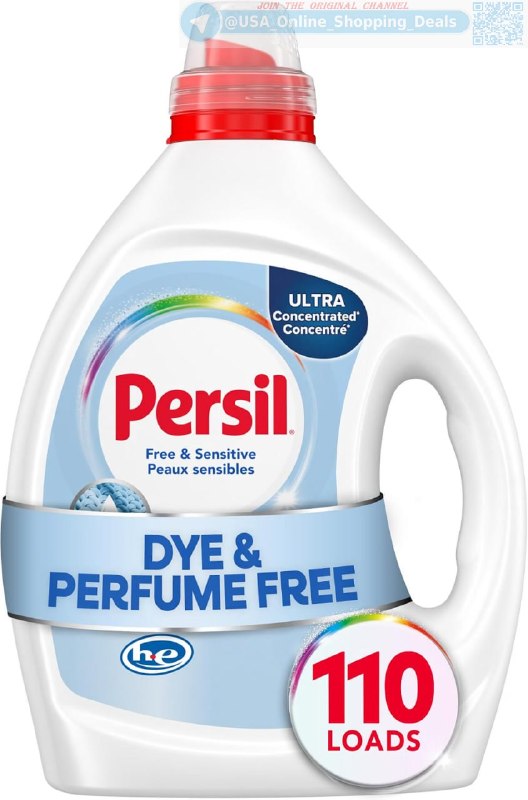 JOIN THE ORIGINAL CHANNEL
@USA_Online_Shopping_Deals
ULTRA
Concentrated*
Concentré*
Persil®
Free & Sensitive
Peaux sensibles
DYE &
PERFUME FREE
he
110
LOADS